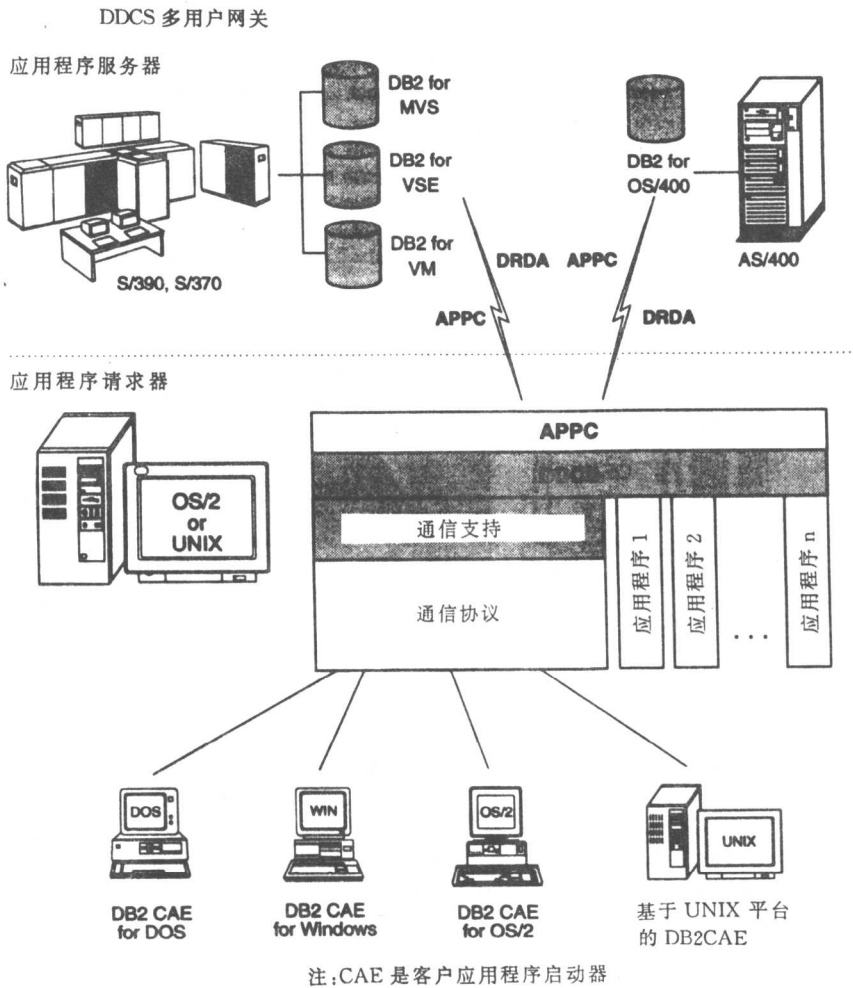 DDCS 多用户网关
应用程序服务器
DB2 for
MVS
DB2 for
VSE
DB2 for
VM
S/390, S/370
DB2 for
OS/400
AS/400
DRDA APPC
APPC
DRDA
应用程序请求器
OS/2
or
UNIX
APPC
通信支持
通信协议
应用程序 1
应用程序 2
...
应用程序 n
DOS
WIN
OS/2
UNIX
DB2 CAE
for DOS
DB2 CAE
for Windows
DB2 CAE
for OS/2
基于 UNIX 平台
的 DB2CAE
注:CAE 是客户应用程序启动器